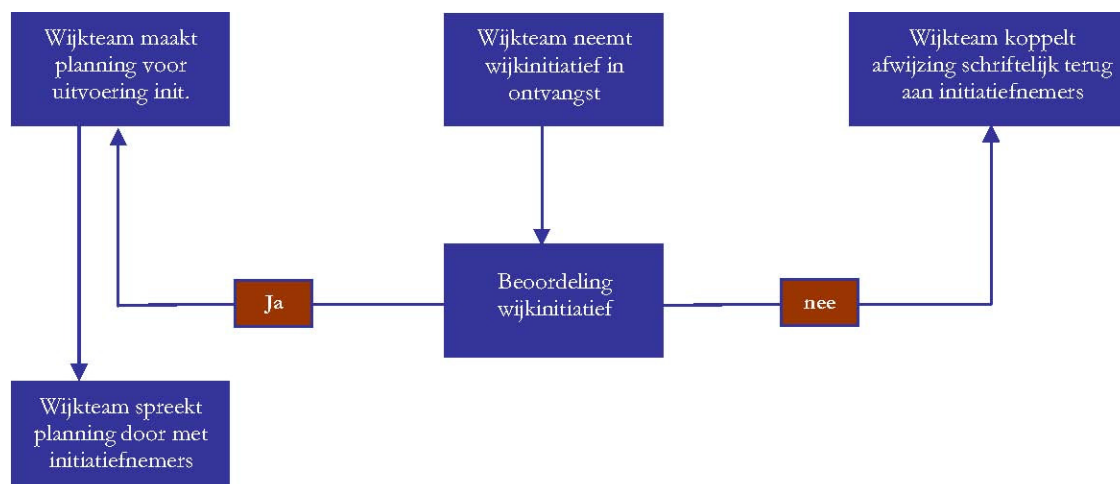 Wijkteam maakt
planning voor
uitvoering init.
Wijkteam neemt
wijkinitiatief in
ontvangst
Wijkteam koppelt
afwijzing schriftelijk terug
aan initiatiefnemers
Ja
Beoordeling
wijkinitiatief
nee
Wijkteam spreekt
planning door met
initiatiefnemers